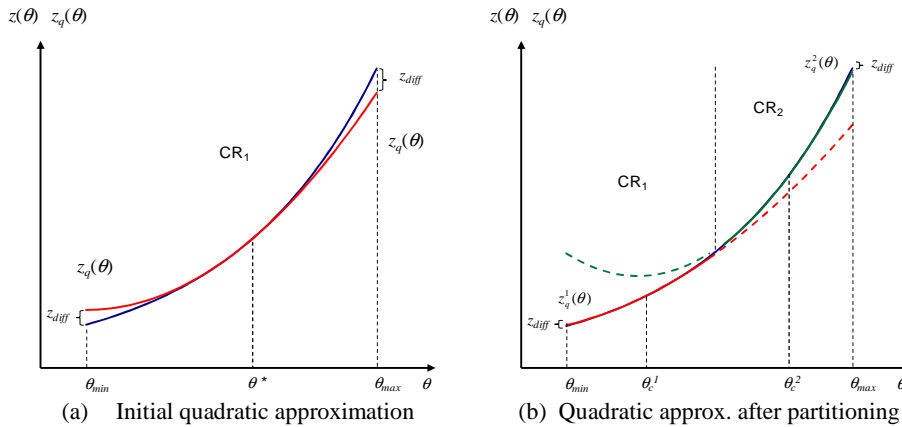 z(θ) z_q(θ)
z_diff
CR₁
z_q(θ)
z_q(θ)
z_diff
θ_min θ* θ_max θ
(a) Initial quadratic approximation
z(θ) z_q(θ)
z_q²(θ)
z_diff
CR₂
CR₁
z_q¹(θ)
z_diff
θ_min θ_c¹ θ_c² θ_max θ
(b) Quadratic approx. after partitioning